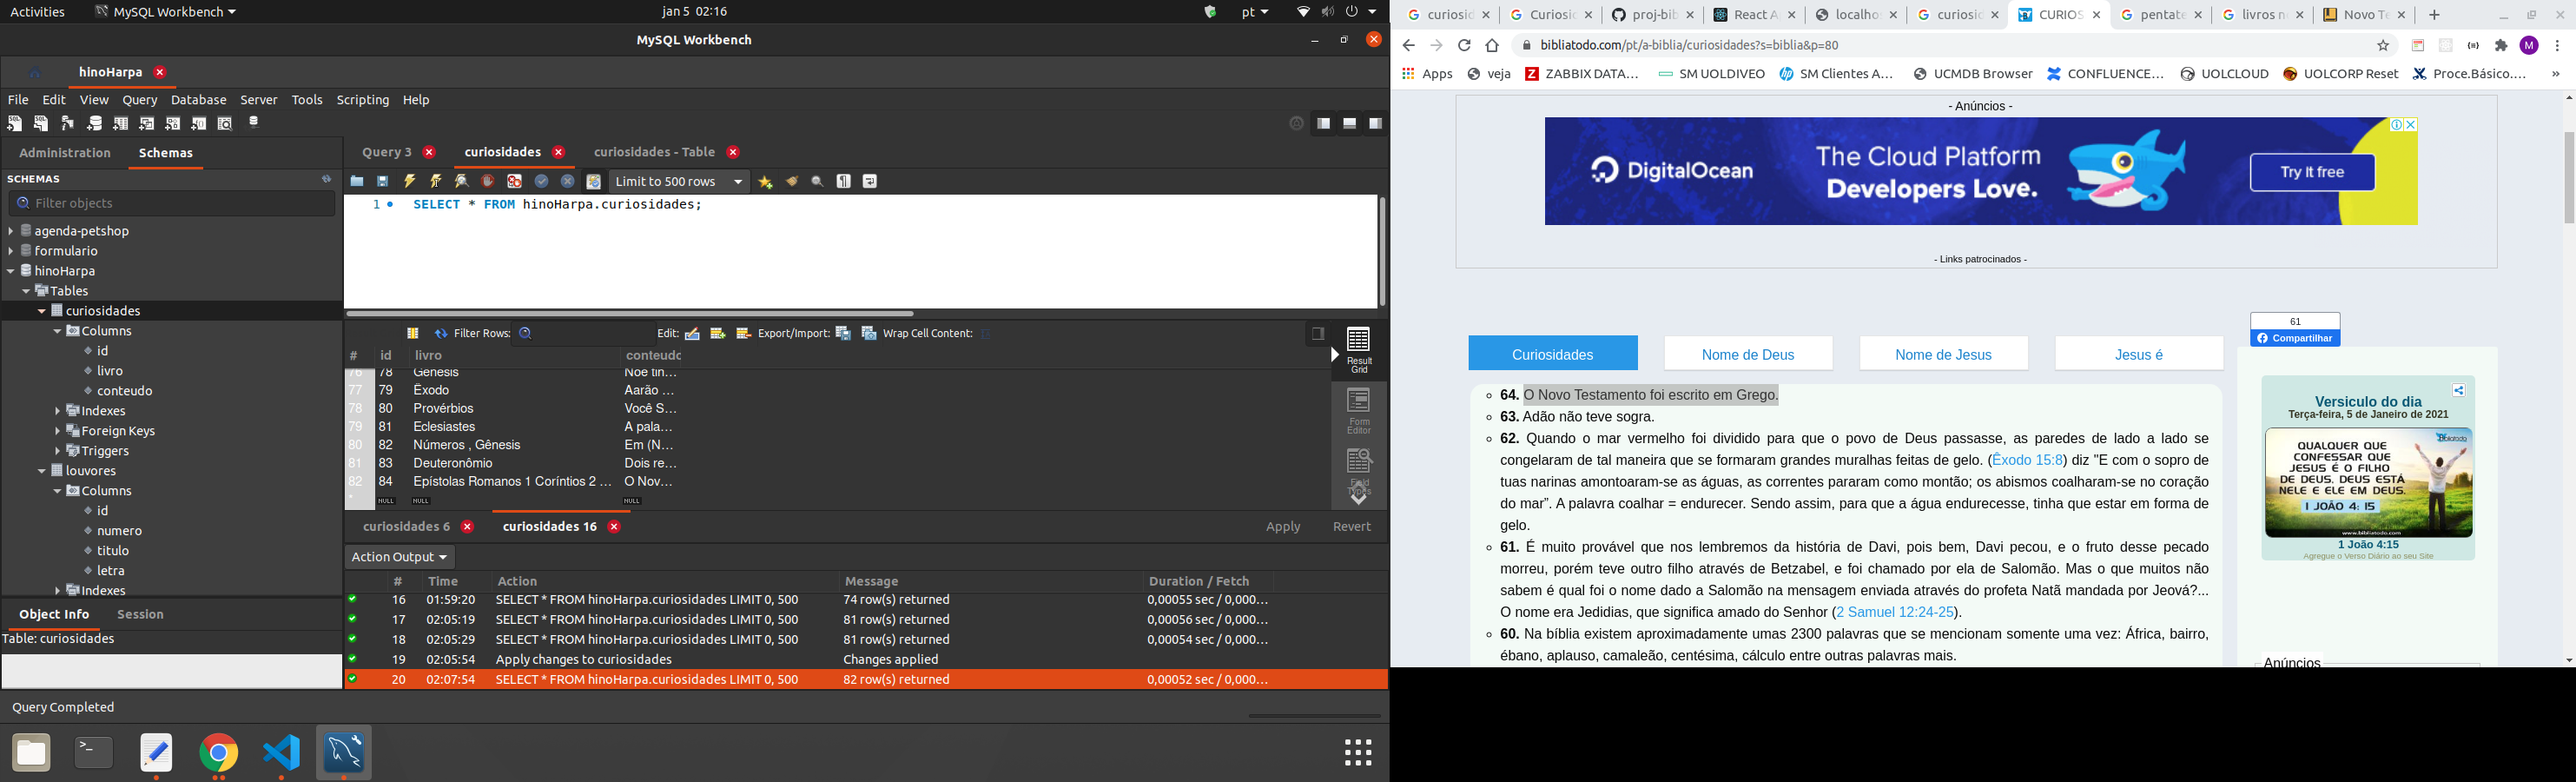 Activities
MySQL Workbench
jan 5 02:16
pt
MySQL Workbench
hinoHarpa
File Edit View Query Database Server Tools Scripting Help
Administration Schemas
SCHEMAS
Filter objects
agenda-petshop
formulario
hinoHarpa
Tables
curiosidades
Columns
id
livro
conteudo
Indexes
Foreign Keys
Triggers
louvores
Columns
id
numero
titulo
letra
Indexes
Object Info Session
Table: curiosidades
Query 3 curiosidades curiosidades - Table
Limit to 500 rows
1 SELECT * FROM hinoHarpa.curiosidades;
Filter Rows: Edit: Export/Import: Wrap Cell Content:
# id livro conteudo
76 78 Gênesis Noé tin...
77 79 Êxodo Aarão ...
78 80 Provérbios Você S...
79 81 Eclesiastes A pala...
80 82 Números , Gênesis Em (N...
81 83 Deuteronômio Dois re...
82 84 Epístolas Romanos 1 Coríntios 2 ... O Nov...
* NULL NULL NULL
Result
Grid
Form
Editor
Field
Types
curiosidades 6 curiosidades 16 Apply Revert
Action Output
# Time Action Message Duration / Fetch
16 01:59:20 SELECT * FROM hinoHarpa.curiosidades LIMIT 0, 500 74 row(s) returned 0,00055 sec / 0,000...
17 02:05:19 SELECT * FROM hinoHarpa.curiosidades LIMIT 0, 500 81 row(s) returned 0,00056 sec / 0,000...
18 02:05:29 SELECT * FROM hinoHarpa.curiosidades LIMIT 0, 500 81 row(s) returned 0,00054 sec / 0,000...
19 02:05:54 Apply changes to curiosidades Changes applied
20 02:07:54 SELECT * FROM hinoHarpa.curiosidades LIMIT 0, 500 82 row(s) returned 0,00052 sec / 0,000...
Query Completed
curiosid Curiosid proj-bib React A localhos curiosid CURIOS pentate livros n Novo Te
bibliatodo.com/pt/a-biblia/curiosidades?s=biblia&p=80
M
Apps veja ZABBIX DATA... SM UOLDIVEO SM Clientes A... UCMDB Browser CONFLUENCE... UOLCLOUD UOLCORP Reset Proce.Básico.... »
- Anúncios -
DigitalOcean
The Cloud Platform
Developers Love.
Try It free
- Links patrocinados -
61
Compartilhar
Curiosidades Nome de Deus Nome de Jesus Jesus é
64. O Novo Testamento foi escrito em Grego.
63. Adão não teve sogra.
62. Quando o mar vermelho foi dividido para que o povo de Deus passasse, as paredes de lado a lado se
congelaram de tal maneira que se formaram grandes muralhas feitas de gelo. (Êxodo 15:8) diz "E com o sopro de
tuas narinas amontoaram-se as águas, as correntes pararam como montão; os abismos coalharam-se no coração
do mar”. A palavra coalhar = endurecer. Sendo assim, para que a água endurecesse, tinha que estar em forma de
gelo.
61. É muito provável que nos lembremos da história de Davi, pois bem, Davi pecou, e o fruto desse pecado
morreu, porém teve outro filho através de Betzabel, e foi chamado por ela de Salomão. Mas o que muitos não
sabem é qual foi o nome dado a Salomão na mensagem enviada através do profeta Natã mandada por Jeová?...
O nome era Jedidias, que significa amado do Senhor (2 Samuel 12:24-25).
60. Na bíblia existem aproximadamente umas 2300 palavras que se mencionam somente uma vez: África, bairro,
ébano, aplauso, camaleão, centésima, cálculo entre outras palavras mais.
Versiculo do dia
Terça-feira, 5 de Janeiro de 2021
Bibliatodo
QUALQUER QUE
CONFESSAR QUE
JESUS É O FILHO
DE DEUS, DEUS ESTÁ
NELE E ELE EM DEUS.
1 JOÃO 4: 15
www.bibliatodo.com
1 João 4:15
Agregue o Verso Diário ao seu Site
Anúncios